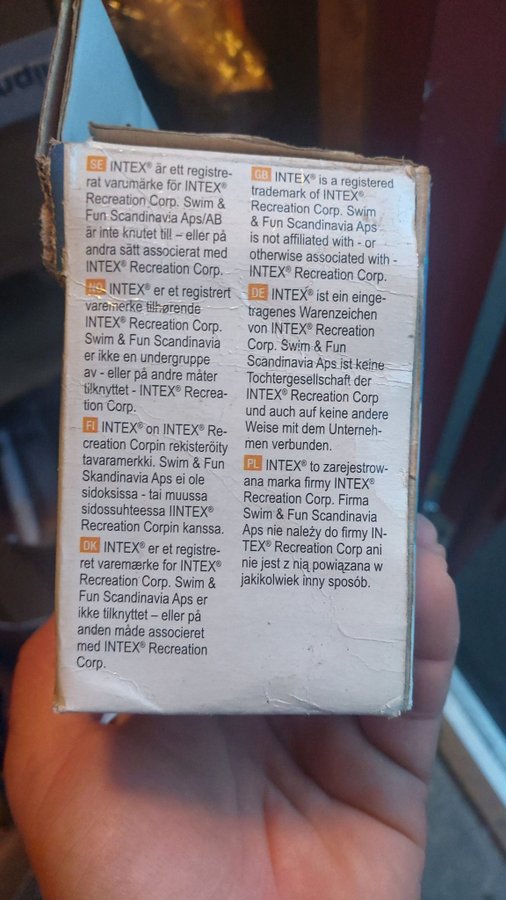 SE INTEX® är ett registre-
rat varumärke för INTEX®
Recreation Corp. Swim &
Fun Scandinavia Aps/AB
är inte knutet till – eller på
andra sätt associerat med
INTEX® Recreation Corp.
NO INTEX® er et registrert
varemerke tilhørende
INTEX® Recreation Corp.
Swim & Fun Scandinavia
er ikke en undergruppe
av - eller på andre måter
tilknyttet - INTEX® Recrea-
tion Corp.
FI INTEX® on INTEX® Re-
creation Corpin rekisteröity
tavaramerkki. Swim & Fun
Skandinavia Aps ei ole
sidoksissa - tai muussa
sidossuhteessa IINTEX®
Recreation Corpin kanssa.
DK INTEX® er et registre-
ret varemærke for INTEX®
Recreation Corp. Swim &
Fun Scandinavia Aps er
ikke tilknyttet – eller på
anden måde associeret
med INTEX® Recreation
Corp.
GB INTEX® is a registered
trademark of INTEX®
Recreation Corp. Swim
& Fun Scandinavia Aps
is not affiliated with - or
otherwise associated with -
INTEX® Recreation Corp.
DE INTEX® ist ein einge-
tragenes Warenzeichen
von INTEX® Recreation
Corp. Swim & Fun
Scandinavia Aps ist keine
Tochtergesellschaft der
INTEX® Recreation Corp
und auch auf keine andere
Weise mit dem Unterneh-
men verbunden.
PL INTEX® to zarejestrow-
ana marka firmy INTEX®
Recreation Corp. Firma
Swim & Fun Scandinavia
Aps nie należy do firmy IN-
TEX® Recreation Corp ani
nie jest z nią powiązana w
jakikolwiek inny sposób.